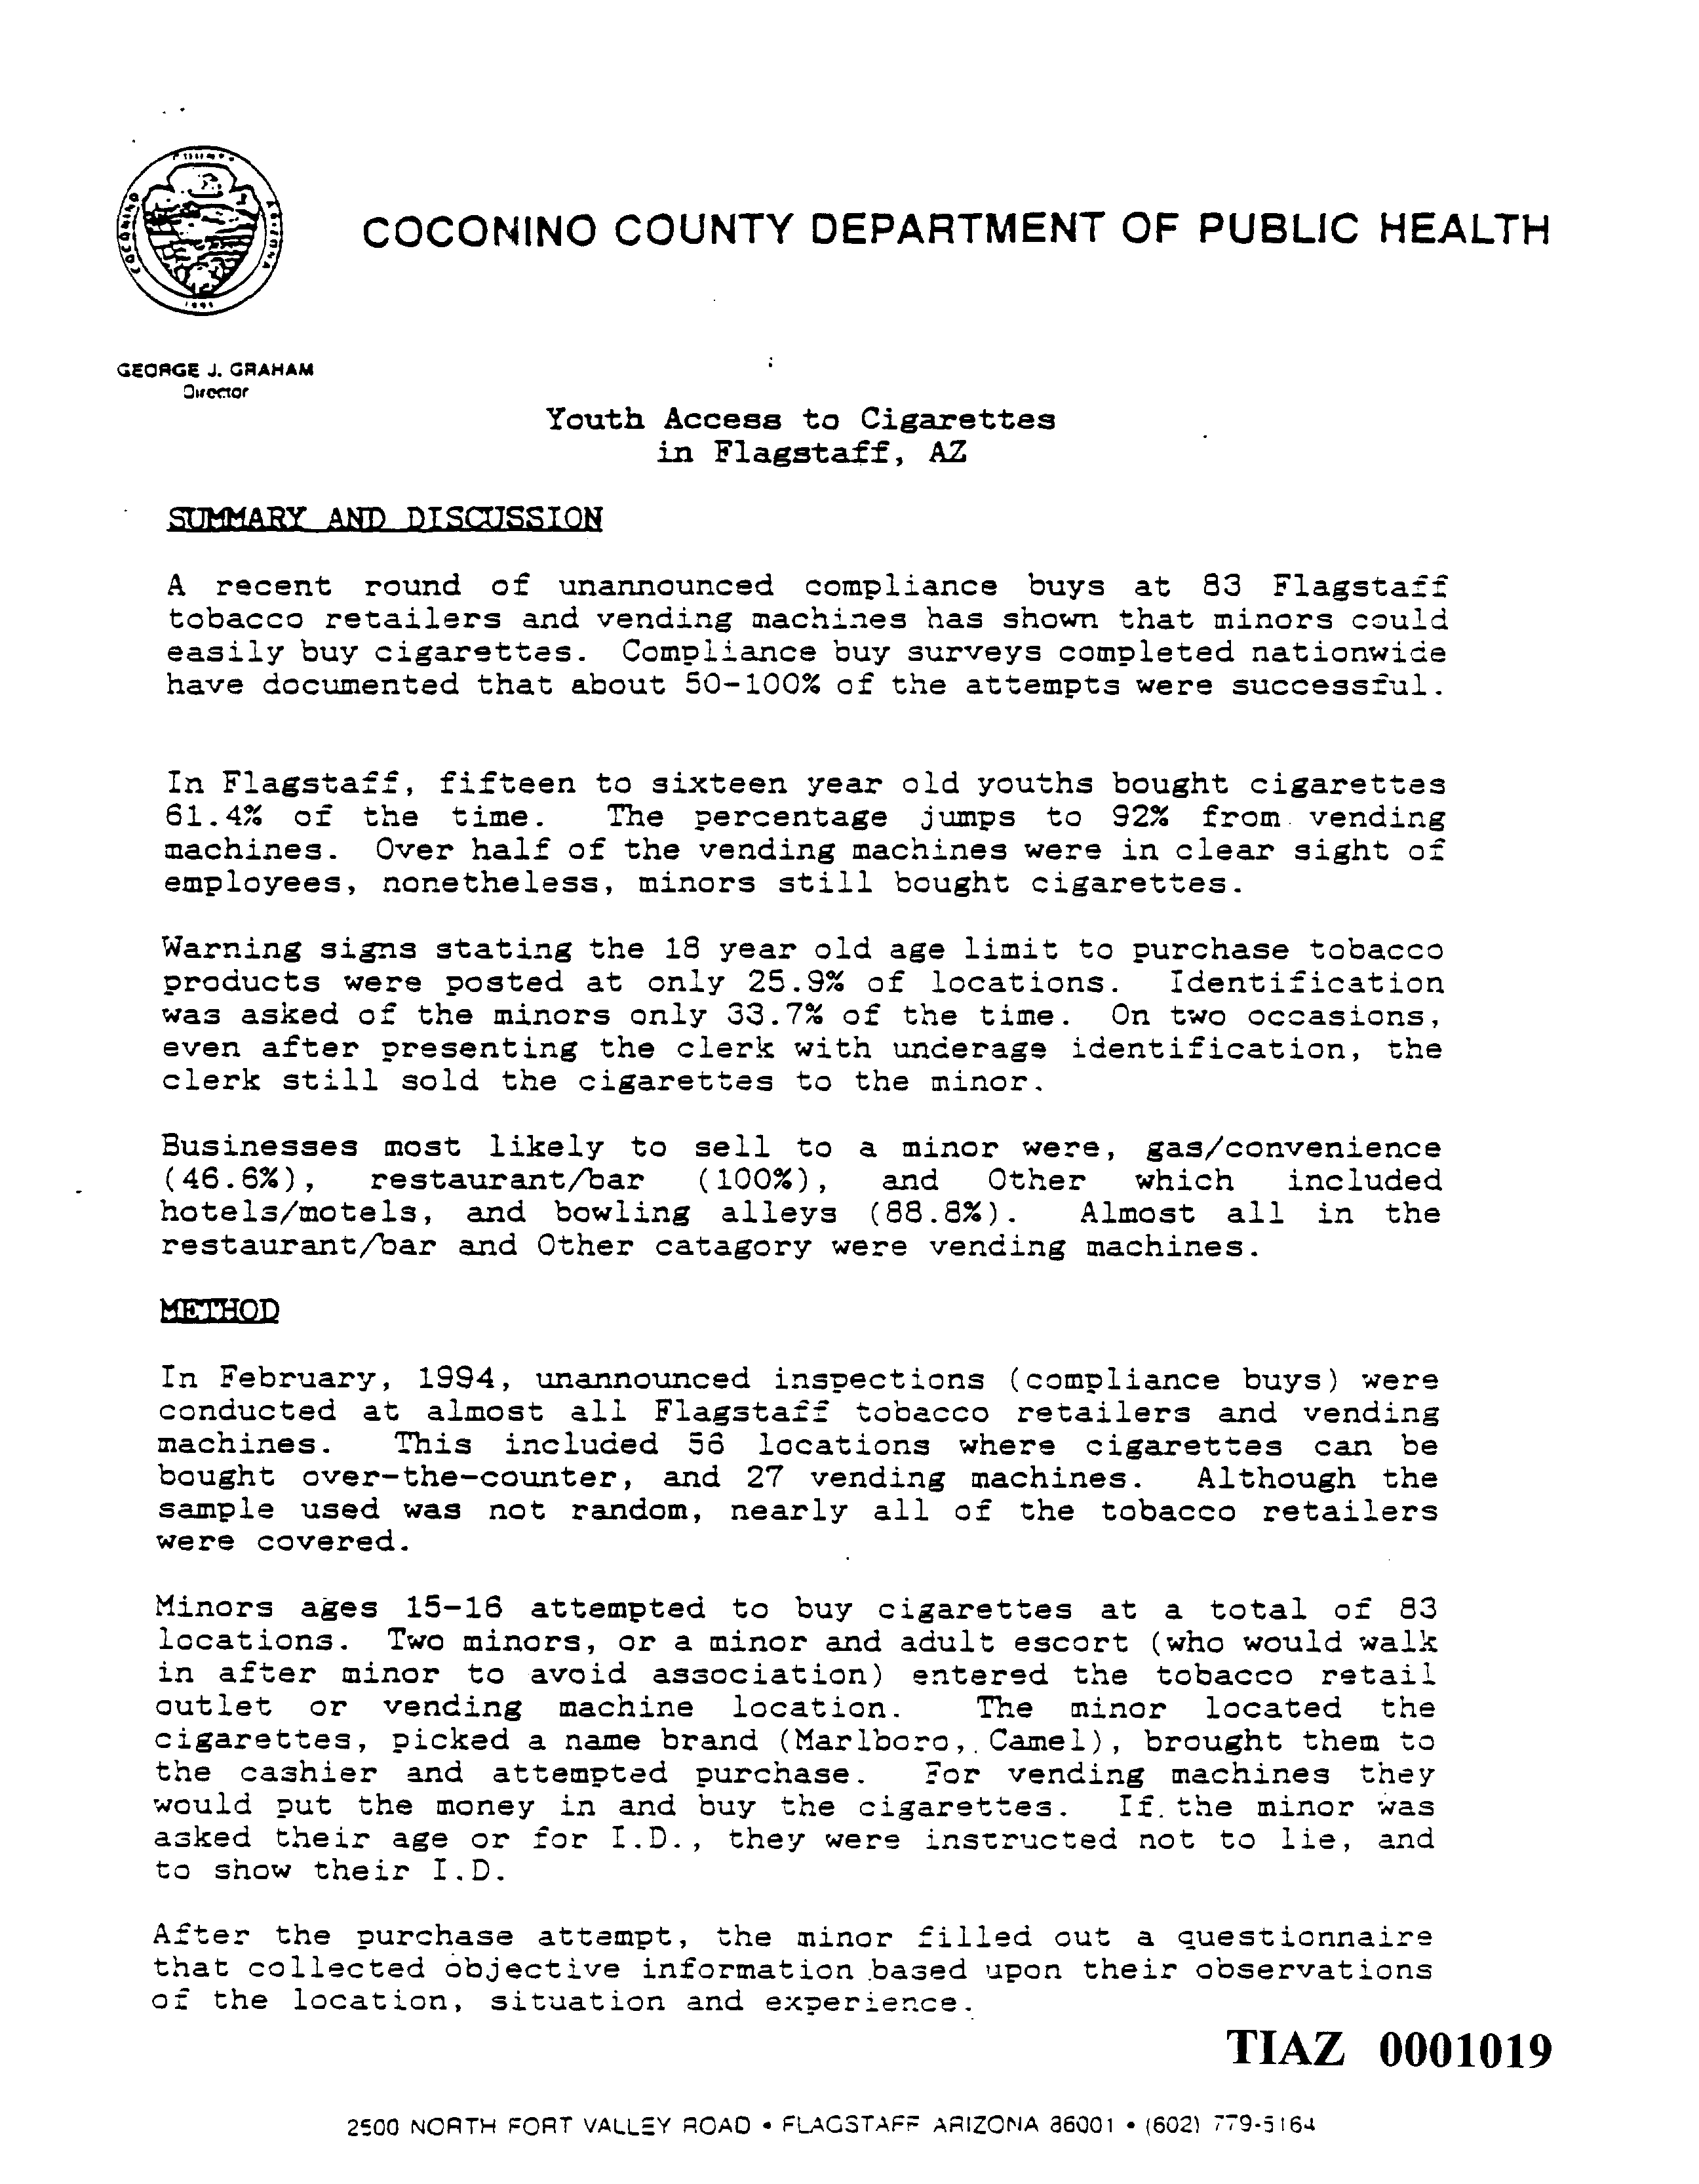 COCONINO COUNTY DEPARTMENT OF PUBLIC HEALTH
COCONINO
ARIZONA
GEORGE J. GRAHAM
Director
Youth Access to Cigarettes
in Flagstaff, AZ
SUMMARY AND DISCUSSION
A recent round of unannounced compliance buys at 83 Flagstaff
tobacco retailers and vending machines has shown that minors could
easily buy cigarettes. Compliance buy surveys completed nationwide
have documented that about 50-100% of the attempts were successful.
In Flagstaff, fifteen to sixteen year old youths bought cigarettes
61.4% of the time. The percentage jumps to 92% from vending
machines. Over half of the vending machines were in clear sight of
employees, nonetheless, minors still bought cigarettes.
Warning signs stating the 18 year old age limit to purchase tobacco
products were posted at only 25.9% of locations. Identification
was asked of the minors only 33.7% of the time. On two occasions,
even after presenting the clerk with underage identification, the
clerk still sold the cigarettes to the minor.
Businesses most likely to sell to a minor were, gas/convenience
(46.6%), restaurant/bar (100%), and Other which included
hotels/motels, and bowling alleys (88.8%). Almost all in the
restaurant/bar and Other catagory were vending machines.
METHOD
In February, 1994, unannounced inspections (compliance buys) were
conducted at almost all Flagstaff tobacco retailers and vending
machines. This included 56 locations where cigarettes can be
bought over-the-counter, and 27 vending machines. Although the
sample used was not random, nearly all of the tobacco retailers
were covered.
Minors ages 15-16 attempted to buy cigarettes at a total of 83
locations. Two minors, or a minor and adult escort (who would walk
in after minor to avoid association) entered the tobacco retail
outlet or vending machine location. The minor located the
cigarettes, picked a name brand (Marlboro, Camel), brought them to
the cashier and attempted purchase. For vending machines they
would put the money in and buy the cigarettes. If the minor was
asked their age or for I.D., they were instructed not to lie, and
to show their I.D.
After the purchase attempt, the minor filled out a questionnaire
that collected objective information based upon their observations
of the location, situation and experience.
TIAZ 0001019
2500 NORTH FORT VALLEY ROAD • FLAGSTAFF ARIZONA 86001 • (602) 779-5164